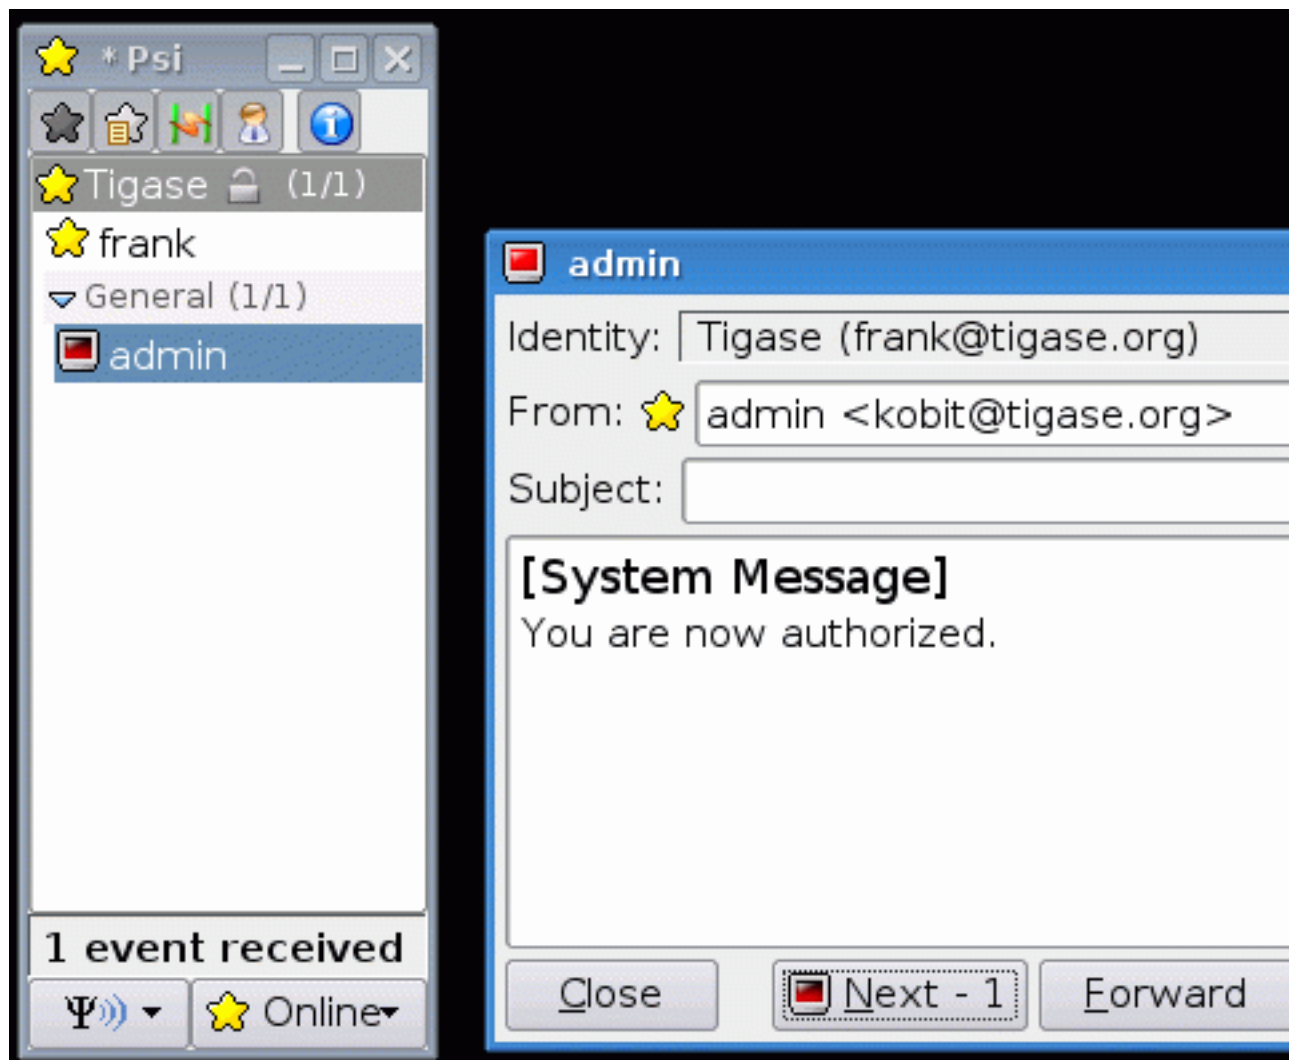 * Psi
Tigase (1/1)
frank
General (1/1)
admin
1 event received
Ψ
Online
admin
Identity: Tigase (frank@tigase.org)
From: admin <kobit@tigase.org>
Subject:
[System Message]
You are now authorized.
Close
Next - 1
Forward